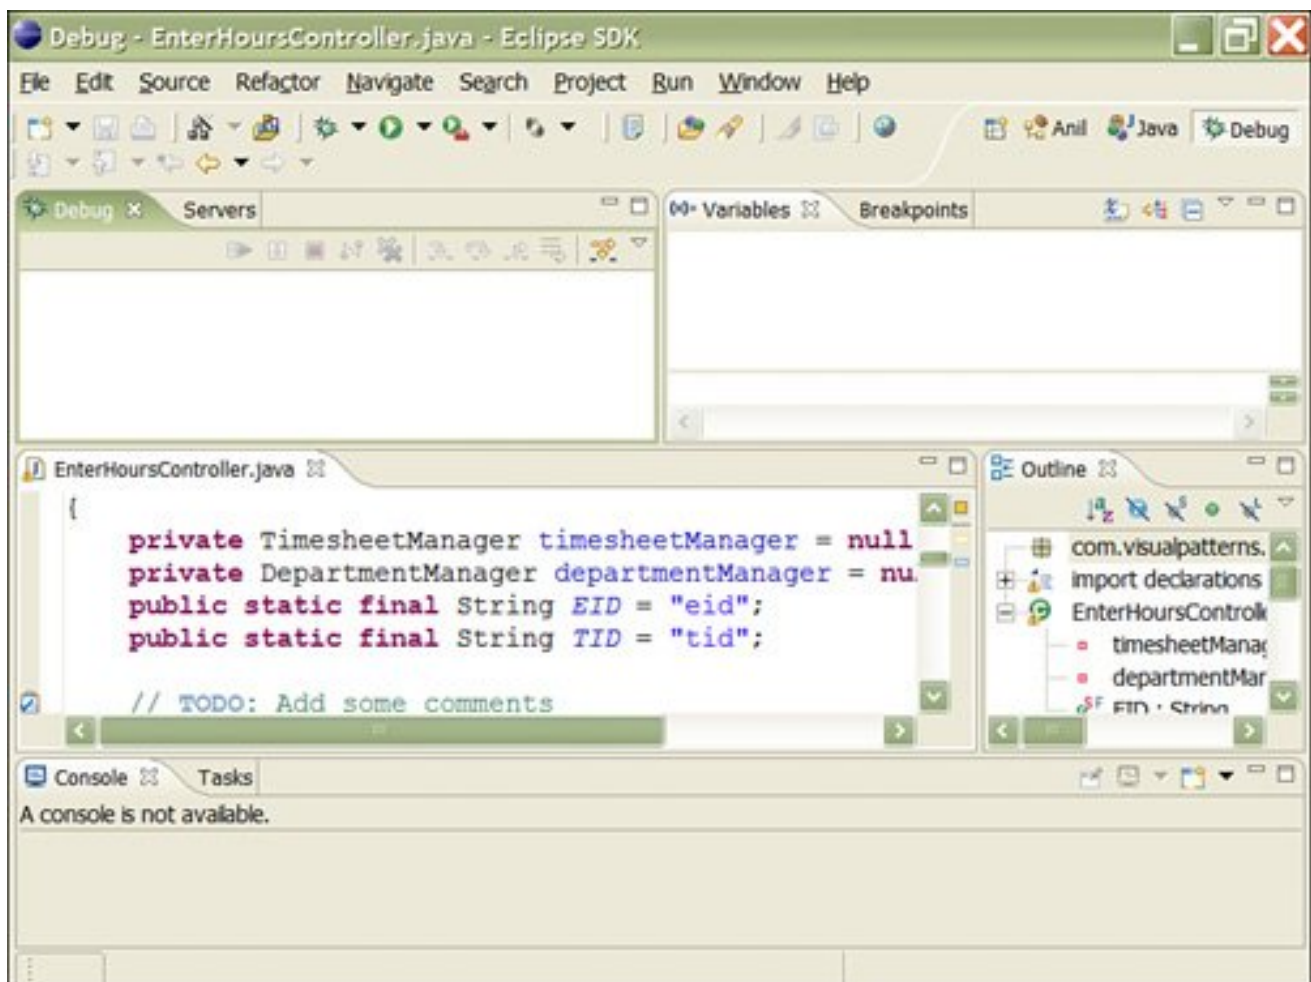 Debug - EnterHoursController.java - Eclipse SDK
File Edit Source Refactor Navigate Search Project Run Window Help
Anil Java Debug
Debug Servers
Variables Breakpoints
EnterHoursController.java
{
private TimesheetManager timesheetManager = null
private DepartmentManager departmentManager = nu
public static final String EID = "eid";
public static final String TID = "tid";
// TODO: Add some comments
Outline
com.visualpatterns.
import declarations
EnterHoursControlle
timesheetManag
departmentMar
EID : String
Console Tasks
A console is not available.